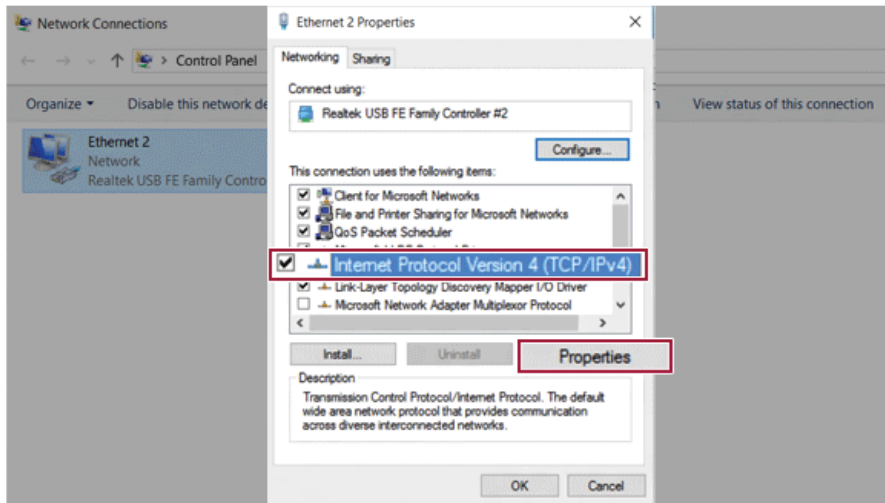 Network Connections
Ethernet 2 Properties
Control Panel
Networking
Sharing
Organize
Disable this network de
View status of this connection
Connect using:
Realtek USB FE Family Controller #2
Ethernet 2
Network
Realtek USB FE Family Contro
Configure...
This connection uses the following items:
Client for Microsoft Networks
File and Printer Sharing for Microsoft Networks
QoS Packet Scheduler
Internet Protocol Version 4 (TCP/IPv4)
Link-Layer Topology Discovery Mapper I/O Driver
Microsoft Network Adapter Multiplexor Protocol
Install...
Uninstall
Properties
Description
Transmission Control Protocol/Internet Protocol. The default
wide area network protocol that provides communication
across diverse interconnected networks.
OK
Cancel